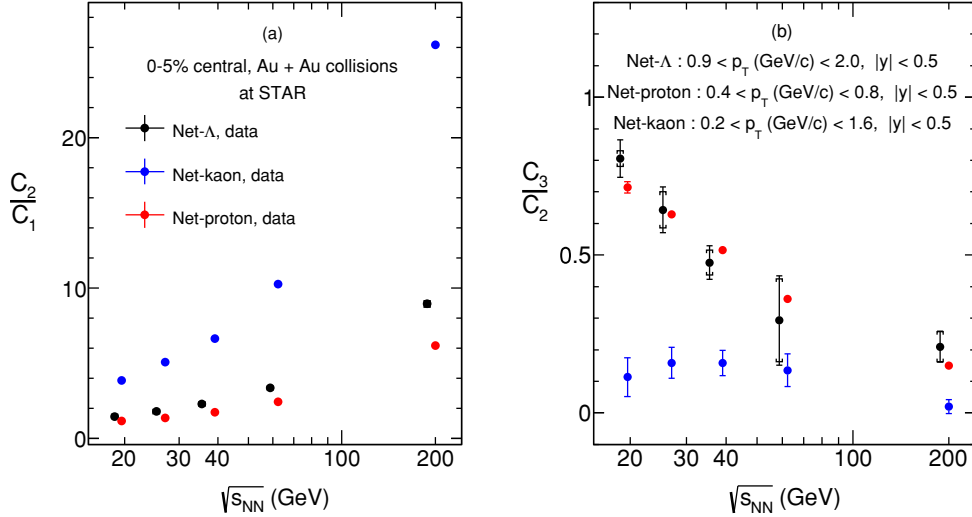 (a)
0-5% central, Au + Au collisions
at STAR
Net-Λ, data
Net-kaon, data
Net-proton, data
C2
C1
20
10
0
20 30 40 100 200
√sNN (GeV)
(b)
Net-Λ : 0.9 < pT (GeV/c) < 2.0, |y| < 0.5
Net-proton : 0.4 < pT (GeV/c) < 0.8, |y| < 0.5
Net-kaon : 0.2 < pT (GeV/c) < 1.6, |y| < 0.5
C3
C2
1
0.5
0
20 30 40 100 200
√sNN (GeV)